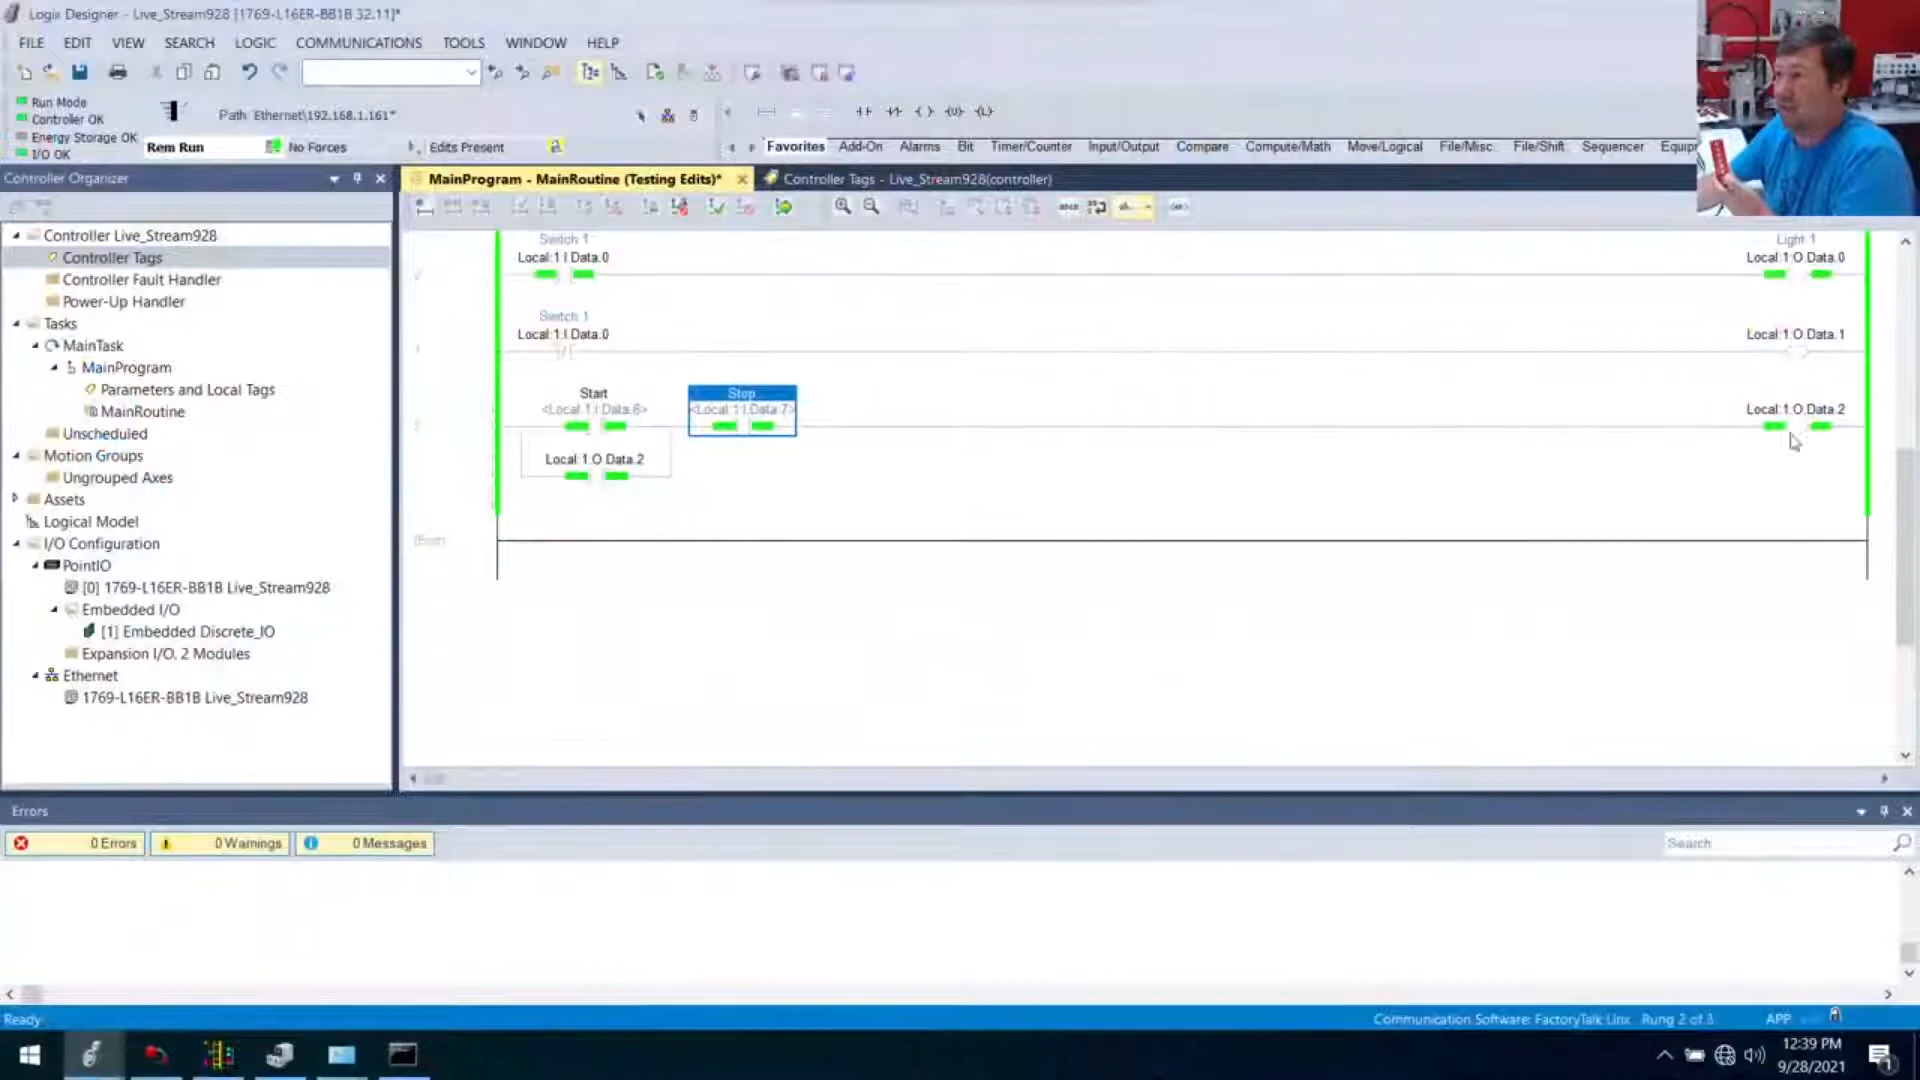 Logix Designer - Live_Stream928 [1769-L16ER-BB1B 32.11]*
FILE EDIT VIEW SEARCH LOGIC COMMUNICATIONS TOOLS WINDOW HELP
Run Mode
Controller OK
Energy Storage OK
I/O OK
Rem Run
No Forces
Path: Ethernet\192.168.1.161*
Edits Present
Favorites Add-On Alarms Bit Timer/Counter Input/Output Compare Compute/Math Move/Logical File/Misc. File/Shift Sequencer Equip
Controller Organizer
MainProgram - MainRoutine (Testing Edits)*
Controller Tags - Live_Stream928(controller)
Controller Live_Stream928
Controller Tags
Controller Fault Handler
Power-Up Handler
Tasks
MainTask
MainProgram
Parameters and Local Tags
MainRoutine
Unscheduled
Motion Groups
Ungrouped Axes
Assets
Logical Model
I/O Configuration
PointIO
[0] 1769-L16ER-BB1B Live_Stream928
Embedded I/O
[1] Embedded Discrete_IO
Expansion I/O, 2 Modules
Ethernet
1769-L16ER-BB1B Live_Stream928
Switch 1
Local:1:I.Data.0
Light 1
Local:1:O.Data.0
Switch 1
Local:1:I.Data.0
Local:1:O.Data.1
Start
<Local:1:I.Data.6>
Stop
<Local:1:I.Data.7>
Local:1:O.Data.2
Local:1:O.Data.2
(End)
Errors
0 Errors 0 Warnings 0 Messages
Search
Ready
Communication Software: FactoryTalk Linx Rung 2 of 3 APP
12:39 PM
9/28/2021